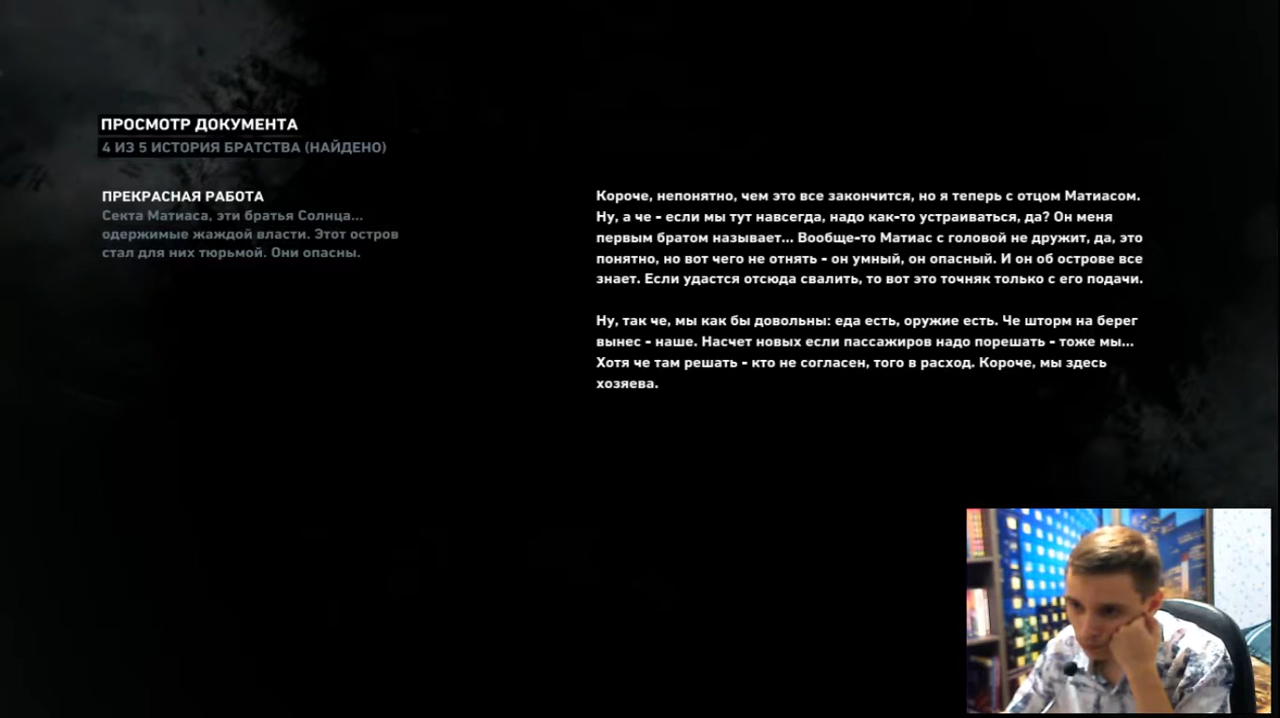 ПРОСМОТР ДОКУМЕНТА
4 ИЗ 5 ИСТОРИЯ БРАТСТВА (НАЙДЕНО)
ПРЕКРАСНАЯ РАБОТА
Секта Матиаса, эти братья Солнца...
одержимые жаждой власти. Этот остров
стал для них тюрьмой. Они опасны.
Короче, непонятно, чем это все закончится, но я теперь с отцом Матиасом.
Ну, а че - если мы тут навсегда, надо как-то устраиваться, да? Он меня
первым братом называет... Вообще-то Матиас с головой не дружит, да, это
понятно, но вот чего не отнять - он умный, он опасный. И он об острове все
знает. Если удастся отсюда свалить, то вот это точняк только с его подачи.
Ну, так че, мы как бы довольны: еда есть, оружие есть. Че шторм на берег
вынес - наше. Насчет новых если пассажиров надо порешать - тоже мы...
Хотя че там решать - кто не согласен, того в расход. Короче, мы здесь
хозяева.